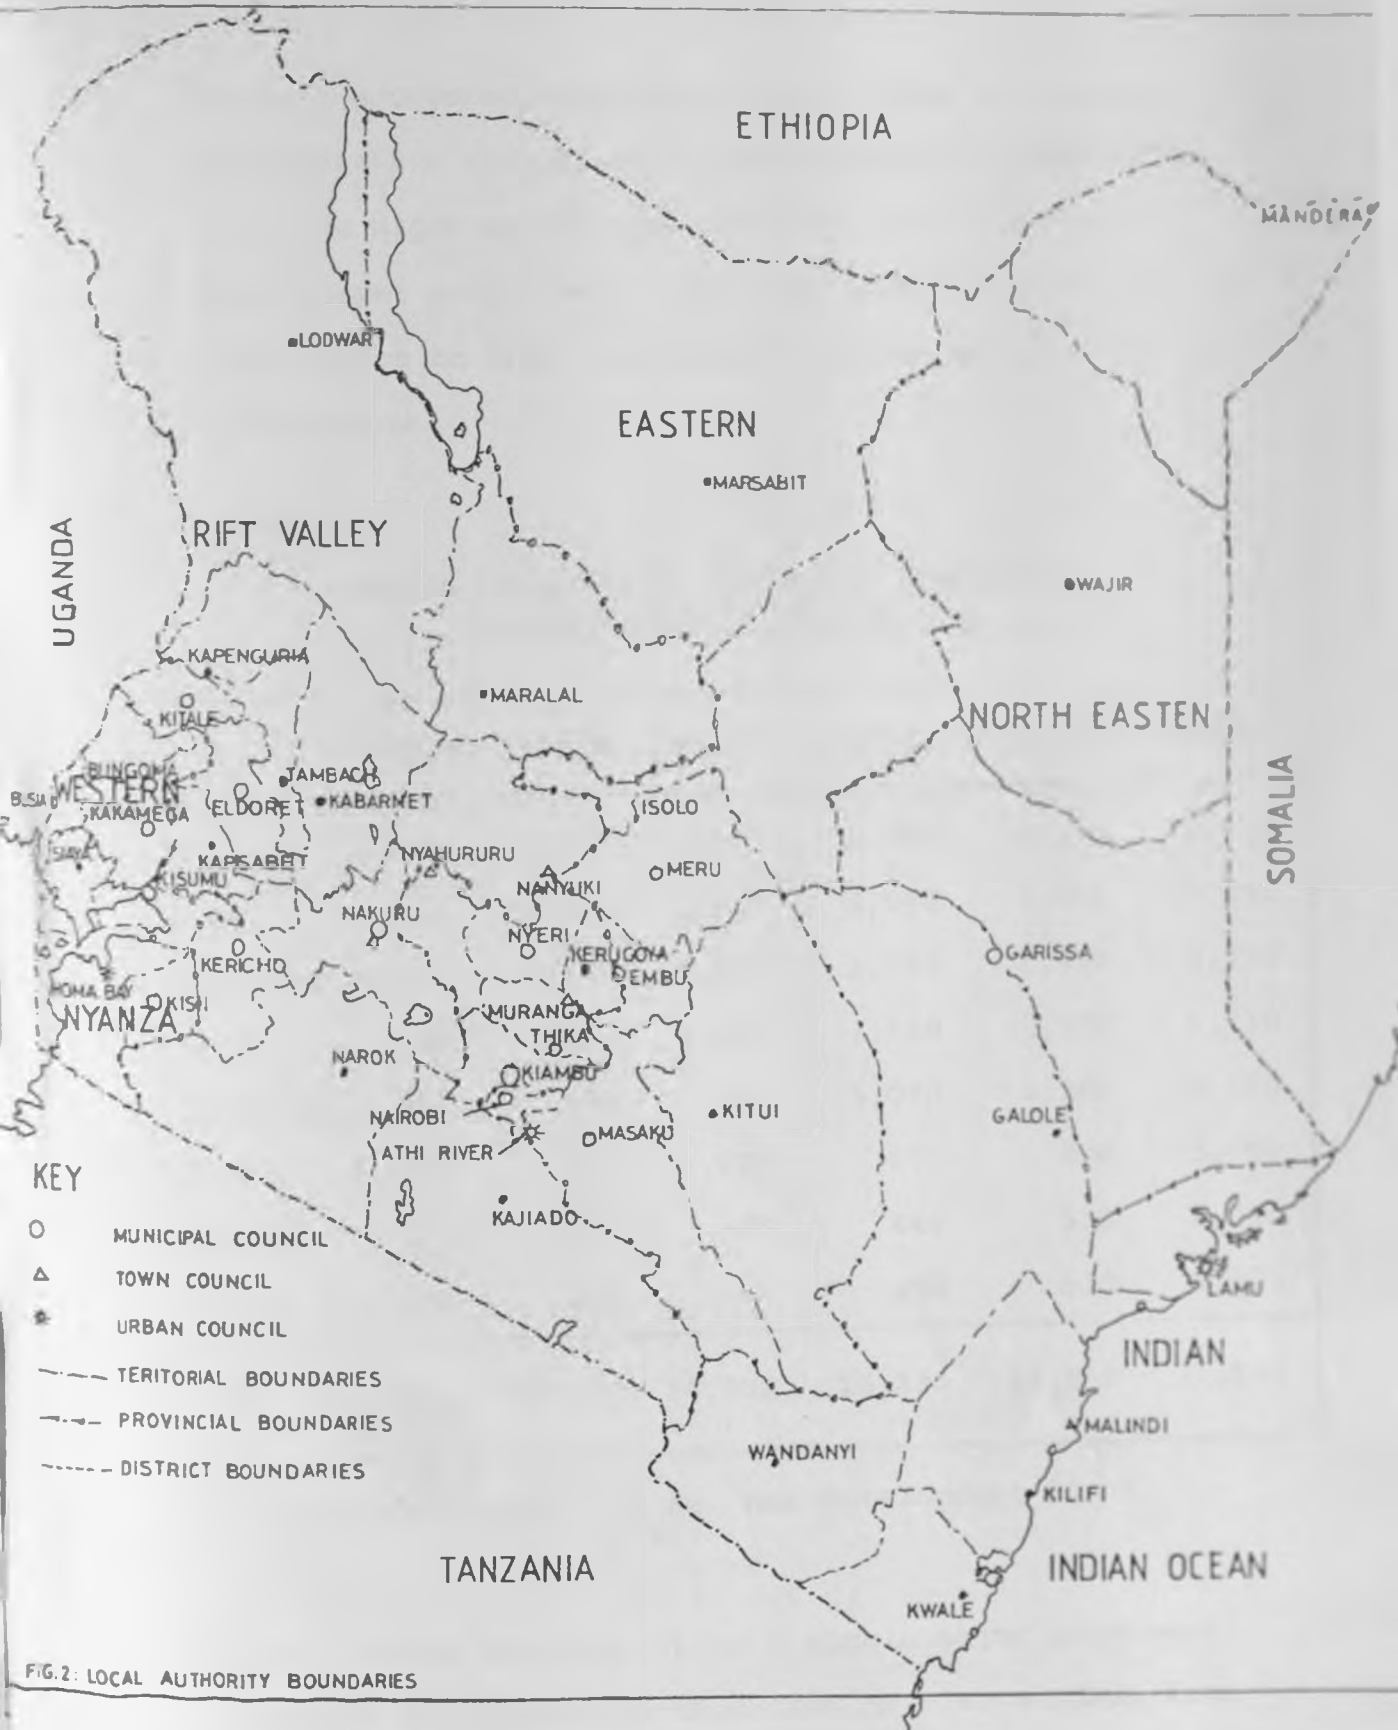 ETHIOPIA
MANDERA
LODWAR
EASTERN
MARSABIT
RIFT VALLEY
UGANDA
WAJIR
KAPENGURIA
MARALAL
KITALE
NORTH EASTEN
BUNGOMA
TAMBACH
WESTERN
BUSIA
KAKAMEGA
ELDORET
KABARNET
ISOLO
SOMALIA
SIAYA
KAPSABET
NYAHURURU
KISUMU
NANYUKI
MERU
NAKURU
NYERI
KERICHO
KERUGOYA
EMBU
GARISSA
HOMA BAY
KISII
NYANZA
MURANGA
THIKA
NAROK
KIAMBU
NAIROBI
KITUI
GALOLE
MASAKU
ATHI RIVER
KAJIADO
KEY
MUNICIPAL COUNCIL
TOWN COUNCIL
URBAN COUNCIL
TERITORIAL BOUNDARIES
PROVINCIAL BOUNDARIES
DISTRICT BOUNDARIES
LAMU
INDIAN
MALINDI
WANDANYI
KILIFI
TANZANIA
INDIAN OCEAN
KWALE
FIG.2: LOCAL AUTHORITY BOUNDARIES